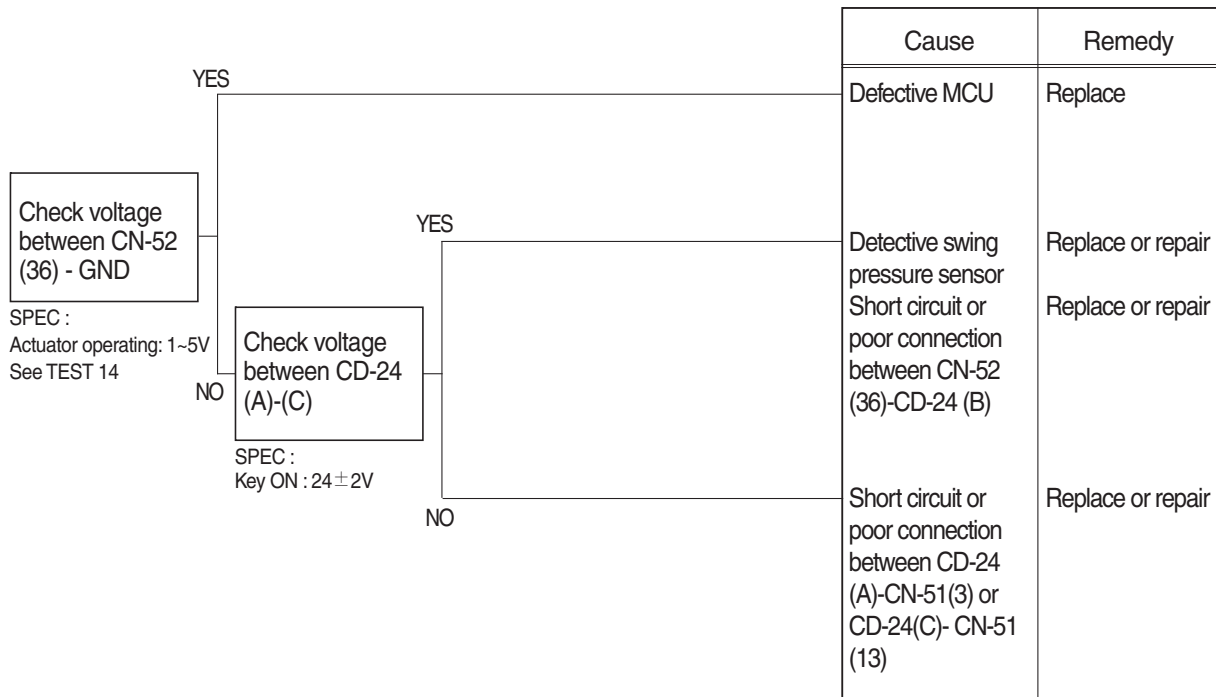 Cause
Remedy
YES
Defective MCU
Replace
Check voltage
between CN-52
(36) - GND
SPEC :
Actuator operating: 1~5V
See TEST 14
NO
Check voltage
between CD-24
(A)-(C)
SPEC :
Key ON : 24±2V
YES
Detective swing
pressure sensor
Replace or repair
Short circuit or
poor connection
between CN-52
(36)-CD-24 (B)
Replace or repair
NO
Short circuit or
poor connection
between CD-24
(A)-CN-51(3) or
CD-24(C)- CN-51
(13)
Replace or repair